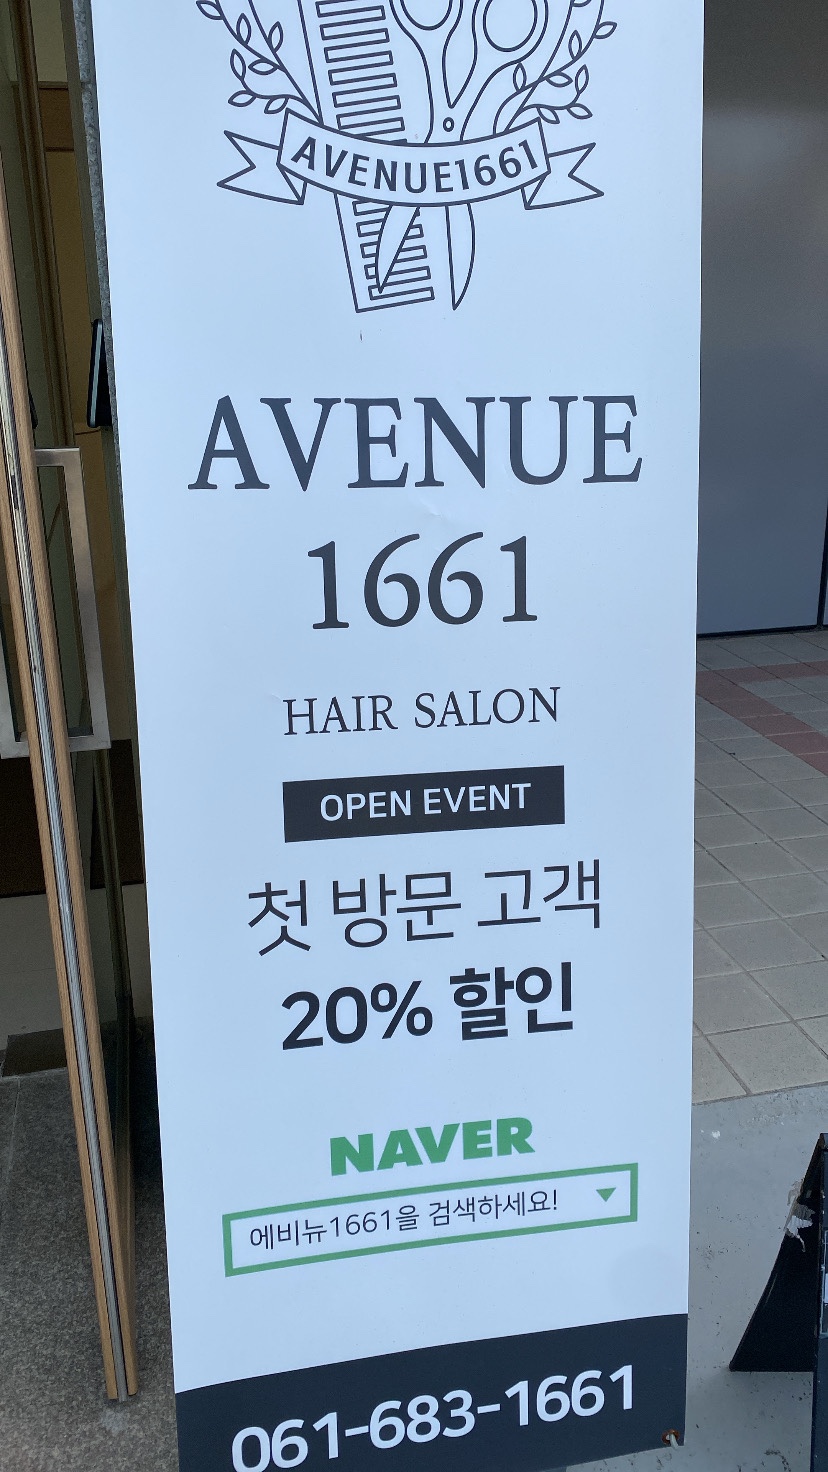 AVENUE1661
AVENUE
1661
HAIR SALON
OPEN EVENT
첫 방문 고객
20% 할인
NAVER
에비뉴1661을 검색하세요!
061-683-1661